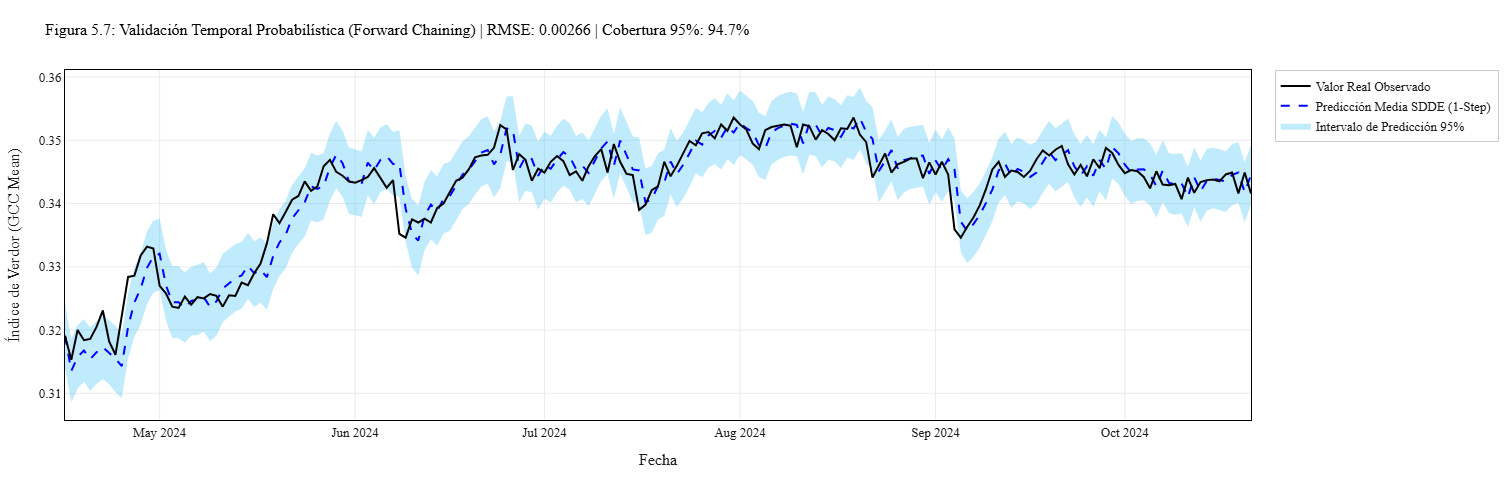 Figura 5.7: Validación Temporal Probabilística (Forward Chaining) | RMSE: 0.00266 | Cobertura 95%: 94.7%
Valor Real Observado
Predicción Media SDDE (1-Step)
Intervalo de Predicción 95%
Índice de Verdor (GCC Mean)
0.36
0.35
0.34
0.33
0.32
0.31
May 2024 Jun 2024 Jul 2024 Aug 2024 Sep 2024 Oct 2024
Fecha